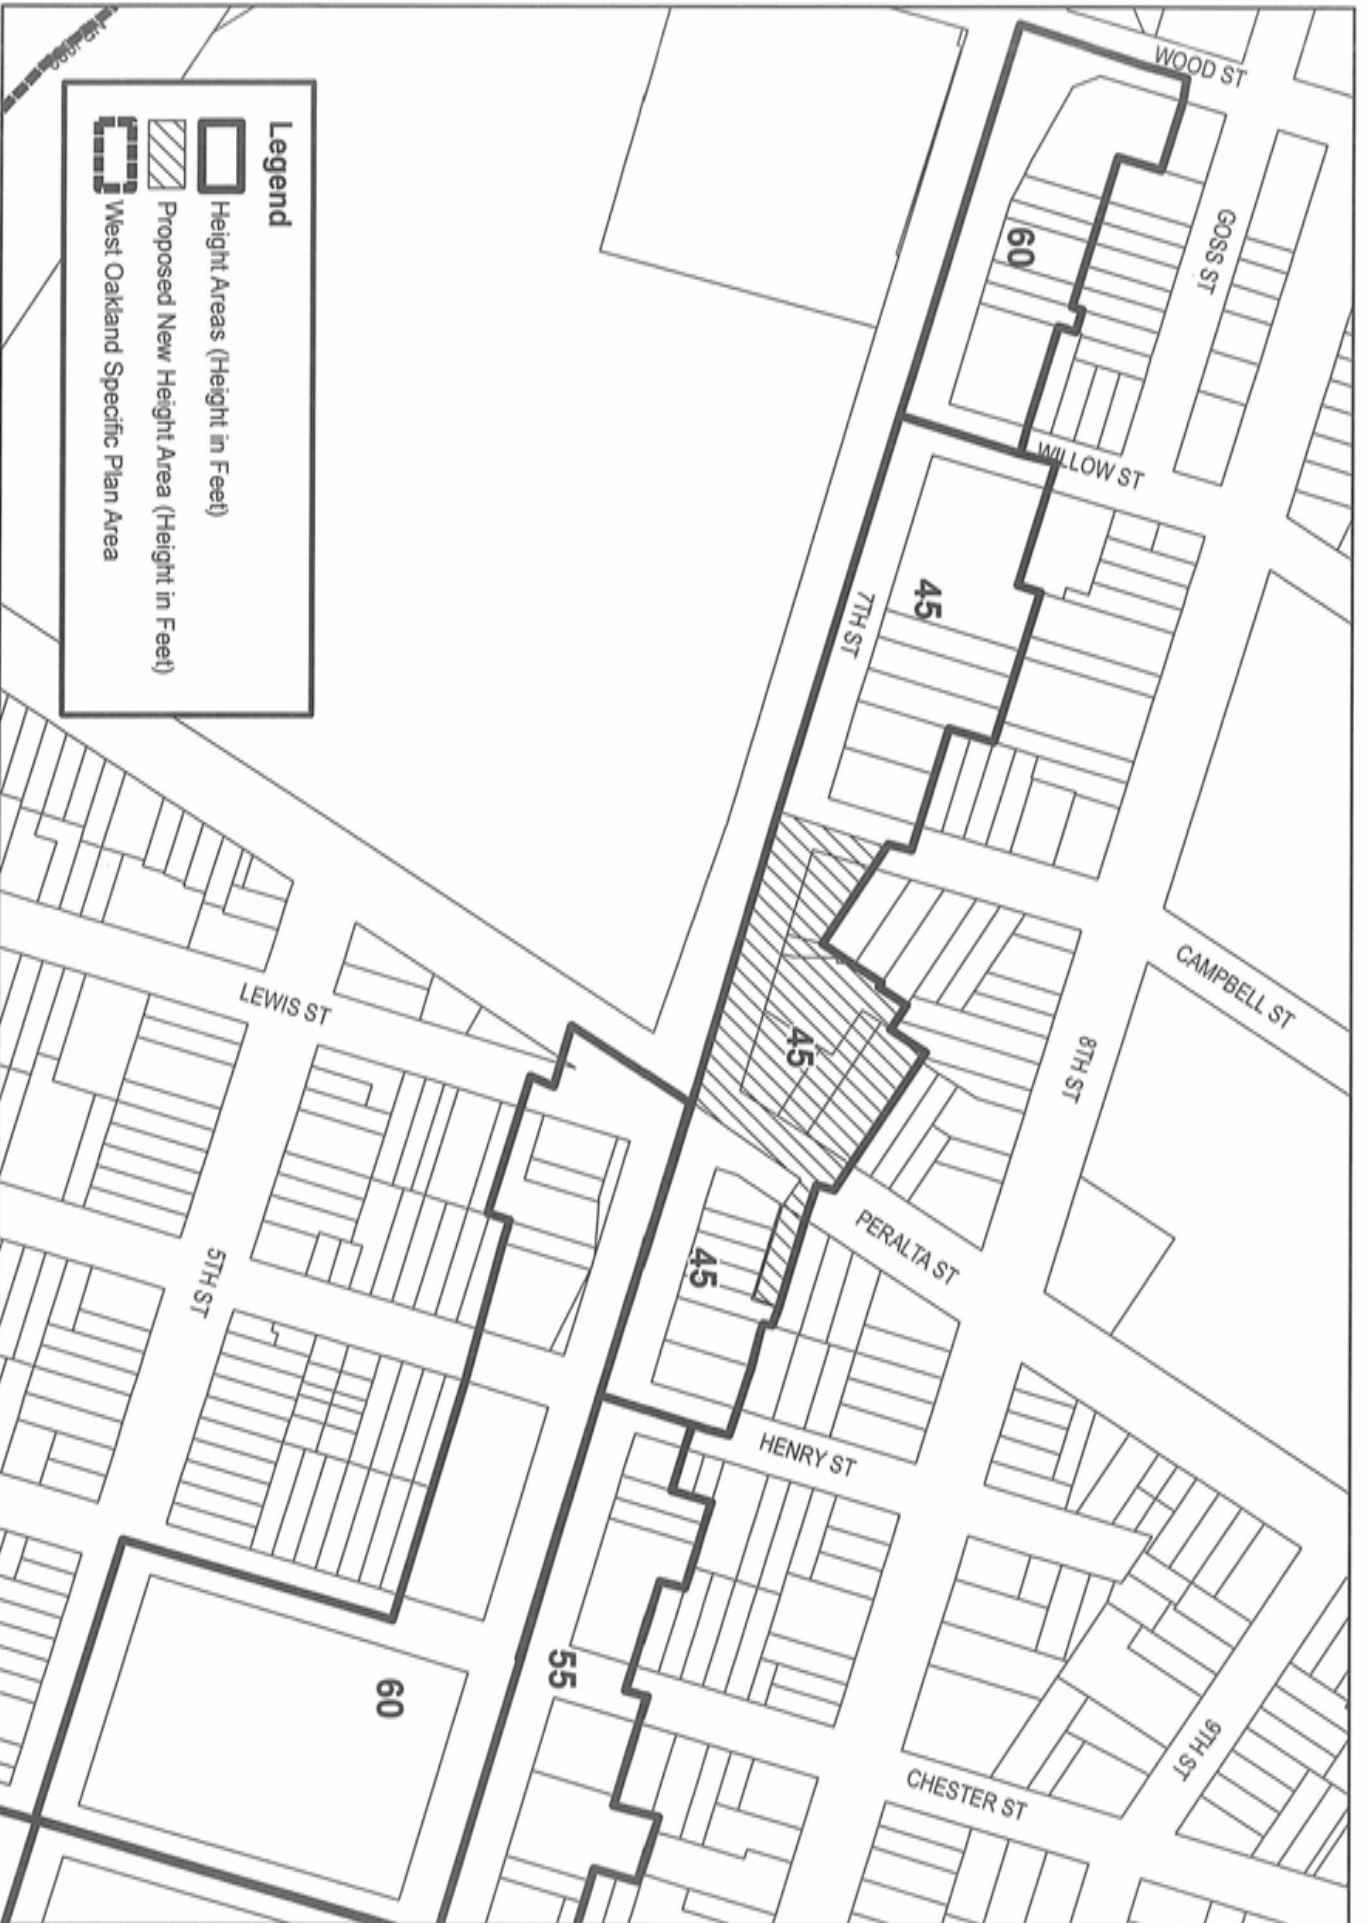 WOOD ST
GOSS ST
60
WILLOW ST
45
7TH ST
CAMPBELL ST
8TH ST
45
PERALTA ST
45
HENRY ST
LEWIS ST
5TH ST
55
60
9TH ST
CHESTER ST
Legend
Height Areas (Height in Feet)
Proposed New Height Area (Height in Feet)
West Oakland Specific Plan Area